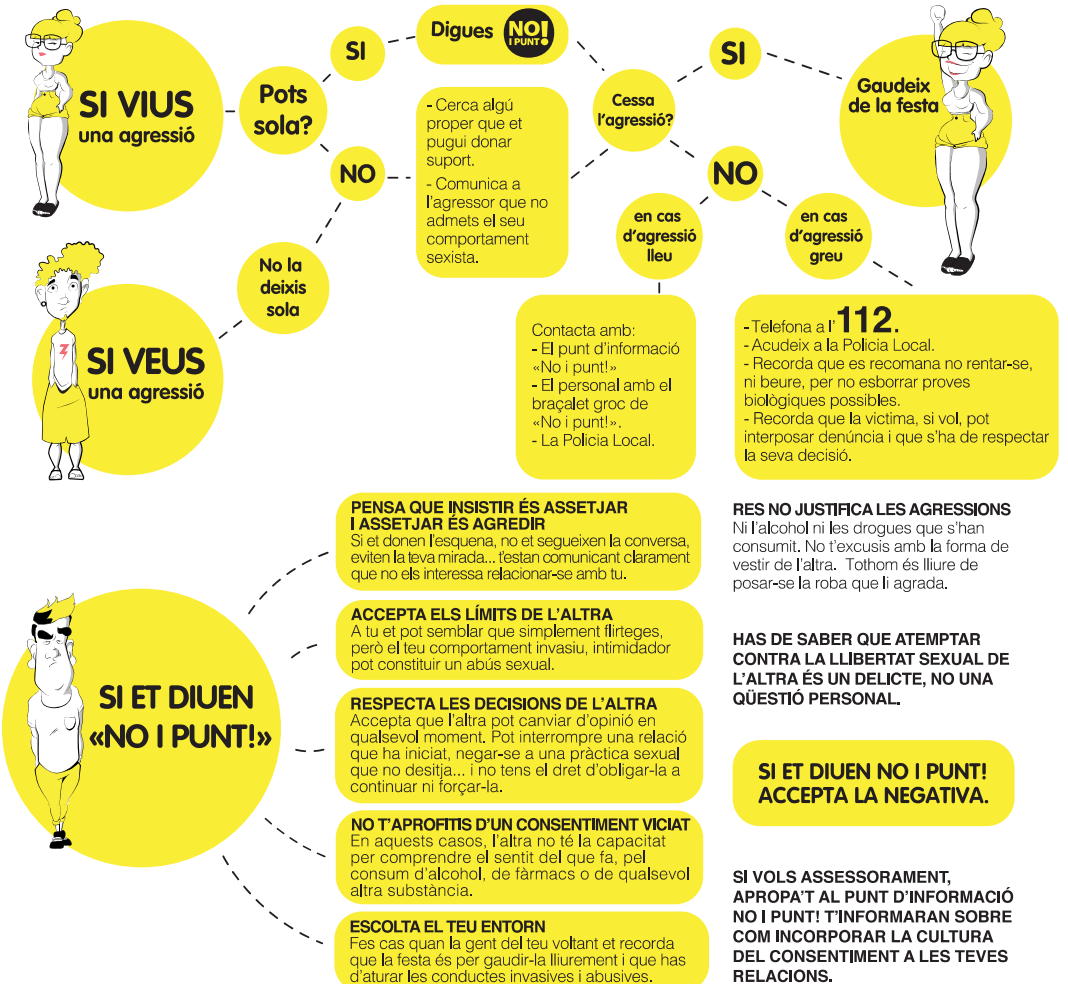 SI VIUS
una agressió
Pots
sola?
SI
Digues NO!
I PUNT
NO
- Cerca algú
proper que et
pugui donar
suport.
- Comunica a
l'agressor que no
admets el seu
comportament
sexista.
Cessa
l'agressió?
SI
Gaudeix
de la festa
NO
en cas
d'agressió
lleu
en cas
d'agressió
greu
SI VEUS
una agressió
No la
deixis
sola
Contacta amb:
- El punt d'informació
«No i punt!»
- El personal amb el
braçalet groc de
«No i punt!».
- La Policia Local.
- Telefona a l'112.
- Acudeix a la Policia Local.
- Recorda que es recomana no rentar-se,
ni beure, per no esborrar proves
biològiques possibles.
- Recorda que la victima, si vol, pot
interposar denúncia i que s'ha de respectar
la seva decisió.
SI ET DIUEN
«NO I PUNT!»
PENSA QUE INSISTIR ÉS ASSETJAR
I ASSETJAR ÉS AGREDIR
Si et donen l'esquena, no et segueixen la conversa,
eviten la teva mirada... t'estan comunicant clarament
que no els interessa relacionar-se amb tu.
ACCEPTA ELS LÍMITS DE L'ALTRA
A tu et pot semblar que simplement flirteges,
però el teu comportament invasiu, intimidador
pot constituir un abús sexual.
RESPECTA LES DECISIONS DE L'ALTRA
Accepta que l'altra pot canviar d'opinió en
qualsevol moment. Pot interrompre una relació
que ha iniciat, negar-se a una pràctica sexual
que no desitja... i no tens el dret d'obligar-la a
continuar ni forçar-la.
NO T'APROFITIS D'UN CONSENTIMENT VICIAT
En aquests casos, l'altra no té la capacitat
per comprendre el sentit del que fa, pel
consum d'alcohol, de fàrmacs o de qualsevol
altra substància.
ESCOLTA EL TEU ENTORN
Fes cas quan la gent del teu voltant et recorda
que la festa és per gaudir-la lliurement i que has
d'aturar les conductes invasives i abusives.
RES NO JUSTIFICA LES AGRESSIONS
Ni l'alcohol ni les drogues que s'han
consumit. No t'excusis amb la forma de
vestir de l'altra. Tothom és lliure de
posar-se la roba que li agrada.
HAS DE SABER QUE ATEMPTAR
CONTRA LA LLIBERTAT SEXUAL DE
L'ALTRA ÉS UN DELICTE, NO UNA
QÜESTIÓ PERSONAL.
SI ET DIUEN NO I PUNT!
ACCEPTA LA NEGATIVA.
SI VOLS ASSESSORAMENT,
APROPA'T AL PUNT D'INFORMACIÓ
NO I PUNT! T'INFORMARAN SOBRE
COM INCORPORAR LA CULTURA
DEL CONSENTIMENT A LES TEVES
RELACIONS.